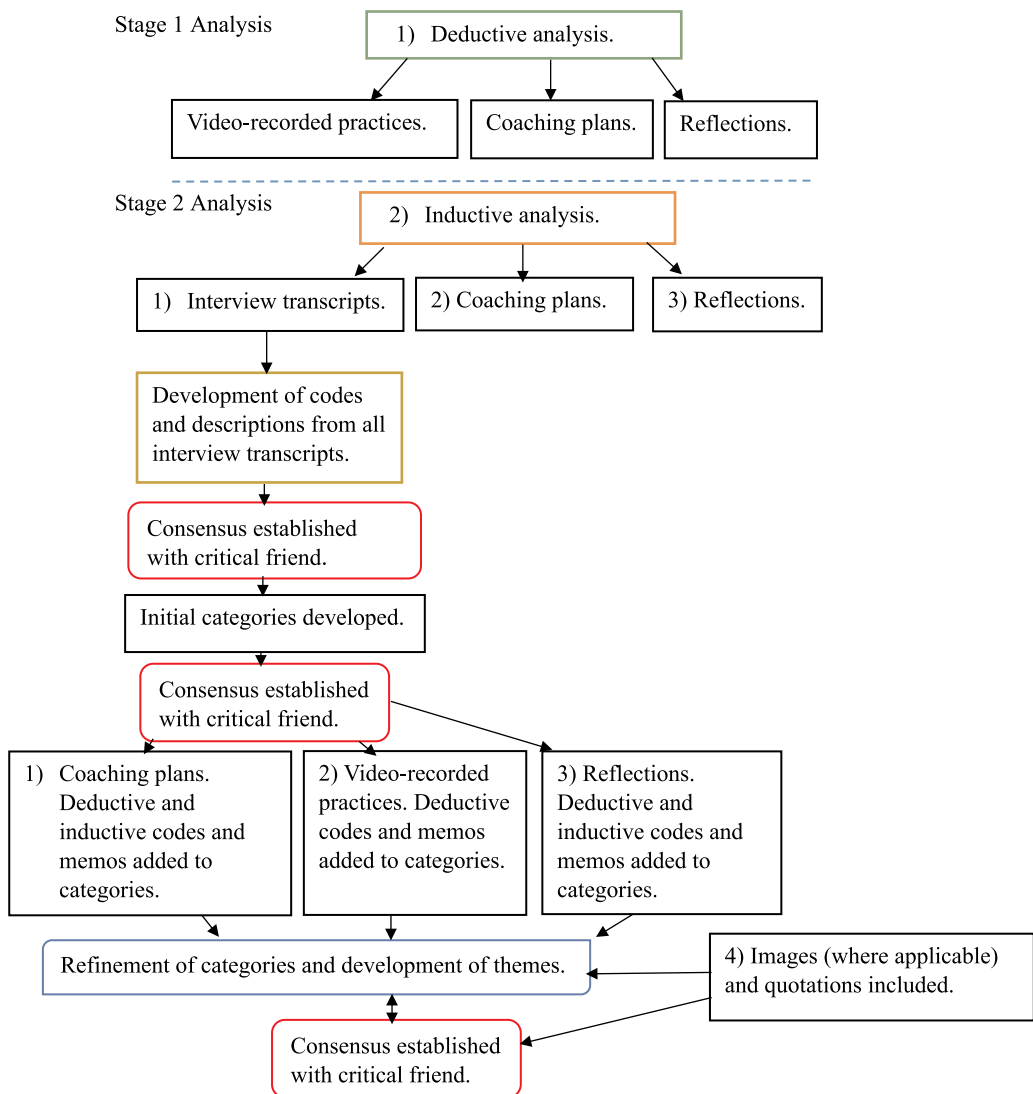 Stage 1 Analysis
1) Deductive analysis.
Video-recorded practices.
Coaching plans.
Reflections.
Stage 2 Analysis
2) Inductive analysis.
1) Interview transcripts.
2) Coaching plans.
3) Reflections.
Development of codes
and descriptions from all
interview transcripts.
Consensus established
with critical friend.
Initial categories developed.
Consensus established
with critical friend.
1) Coaching plans.
Deductive and
inductive codes and
memos added to
categories.
2) Video-recorded
practices. Deductive
codes and memos
added to categories.
3) Reflections.
Deductive and
inductive codes and
memos added to
categories.
Refinement of categories and development of themes.
4) Images (where applicable)
and quotations included.
Consensus established
with critical friend.